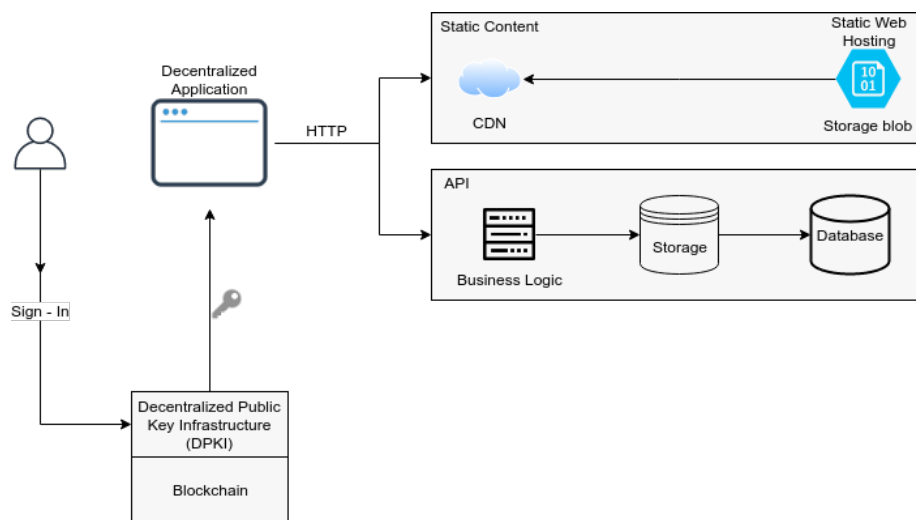 Static Content
Static Web
Hosting
10
01
CDN
Storage blob
Decentralized
Application
HTTP
API
Business Logic
Storage
Database
Sign - In
Decentralized Public
Key Infrastructure
(DPKI)
Blockchain